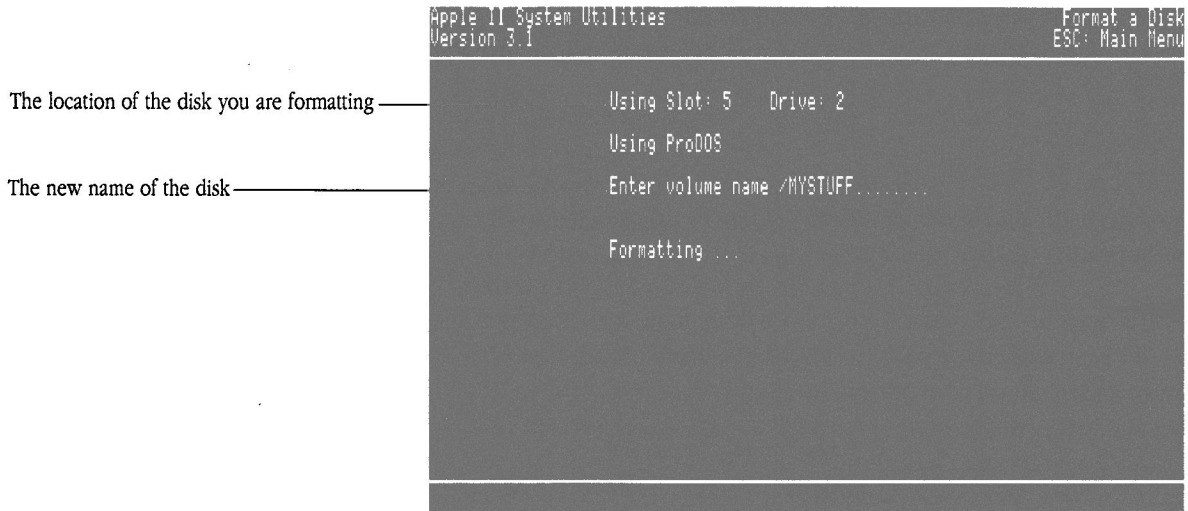 Apple II System Utilities
Format a Disk
Version 3.1
ESC: Main Menu
The location of the disk you are formatting
Using Slot: 5 Drive: 2
Using ProDOS
The new name of the disk
Enter volume name /MYSTUFF........
Formatting ...